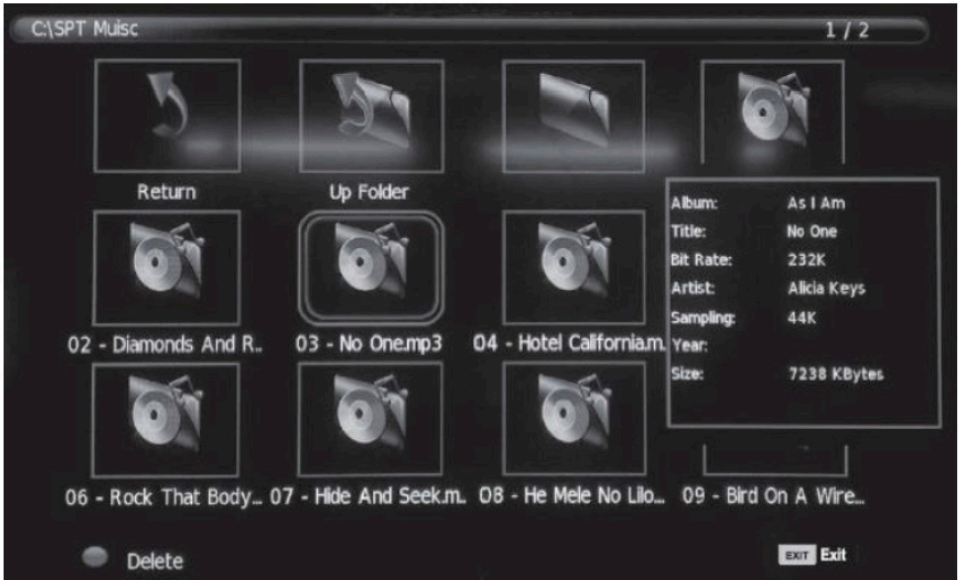 C:\SPT Muisc
1 / 2
Return
Up Folder
Album: As I Am
Title: No One
Bit Rate: 232K
Artist: Alicia Keys
Sampling: 44K
Year:
Size: 7238 KBytes
02 - Diamonds And R..
03 - No One.mp3
04 - Hotel California.m
06 - Rock That Body...
07 - Hide And Seek.m..
08 - He Mele No Lilo...
09 - Bird On A Wire...
Delete
EXIT Exit